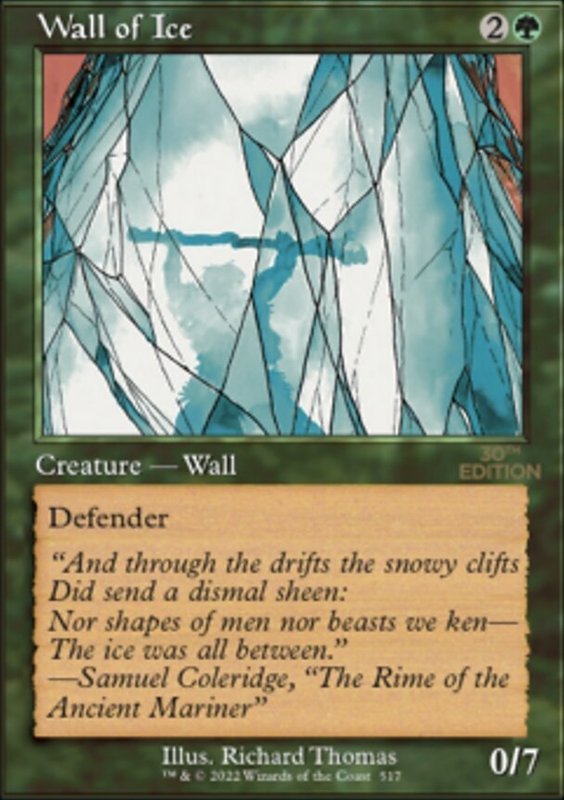 Wall of Ice 2
Creature — Wall
30TH
EDITION
Defender
“And through the drifts the snowy clifts
Did send a dismal sheen:
Nor shapes of men nor beasts we ken—
The ice was all between.”
—Samuel Coleridge, “The Rime of the
Ancient Mariner”
Illus. Richard Thomas
™ & © 2022 Wizards of the Coast 517
0/7